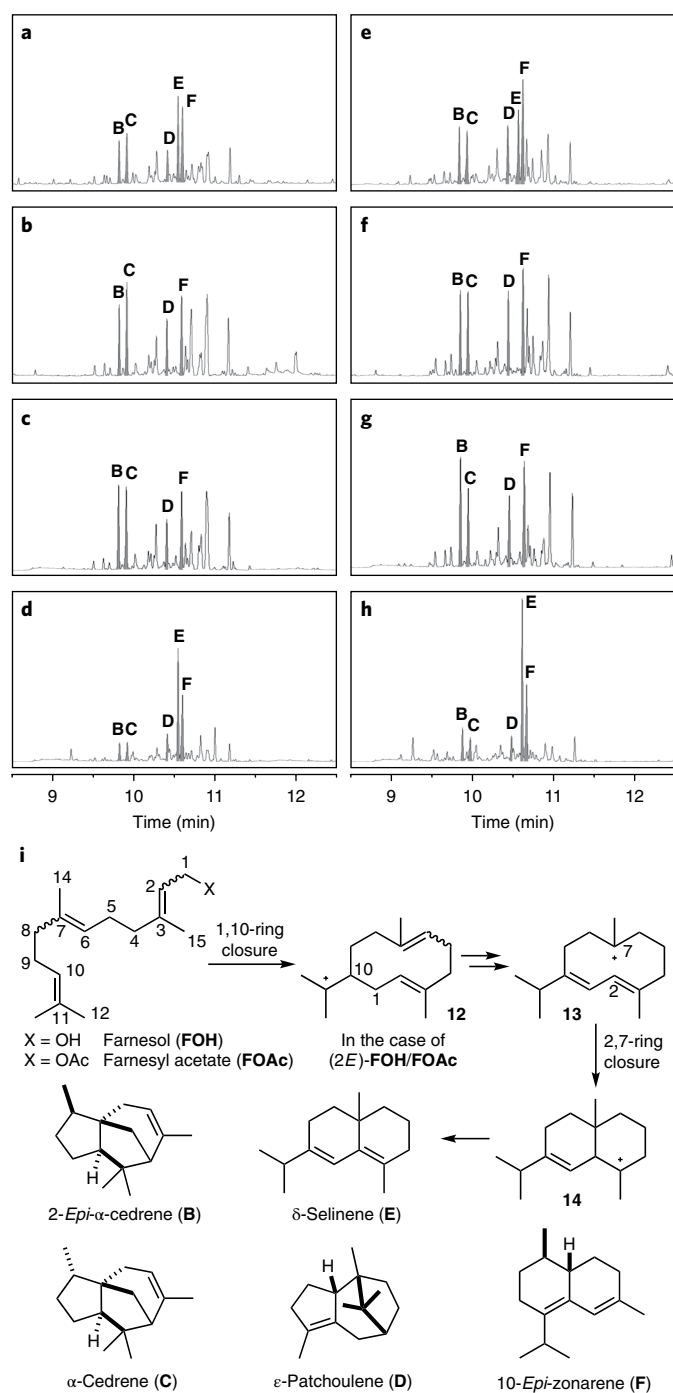 a
B
C
D
E
F
e
B
C
D
E
F
b
B
C
D
F
f
B
C
D
F
c
B
C
D
F
g
B
C
D
F
d
B
C
D
E
F
h
B
C
D
E
F
9 10 11 12
Time (min)
9 10 11 12
Time (min)
i
14
8
7
9
10
11
12
6
5
4
3
2
1
X
15
1,10-ring
closure
+
10
1
12
+
7
2
13
X = OH Farnesol (FOH)
X = OAc Farnesyl acetate (FOAc)
In the case of
(2E)-FOH/FOAc
2,7-ring
closure
H
2-Epi-α-cedrene (B)
δ-Selinene (E)
+
14
H
α-Cedrene (C)
H
ε-Patchoulene (D)
H
10-Epi-zonarene (F)